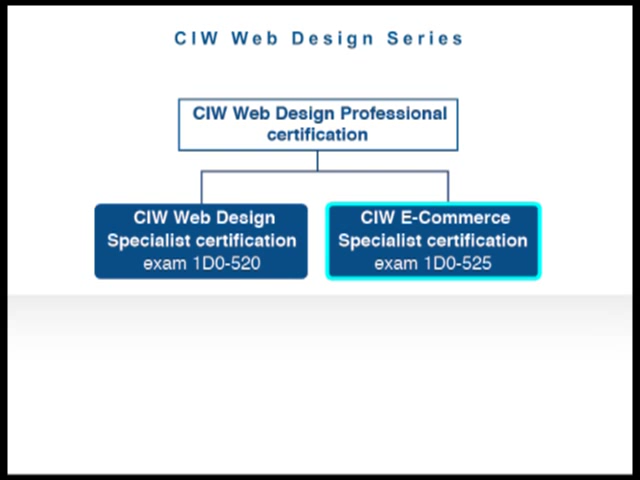 CIW Web Design Series
CIW Web Design Professional
certification
CIW Web Design
Specialist certification
exam 1D0-520
CIW E-Commerce
Specialist certification
exam 1D0-525